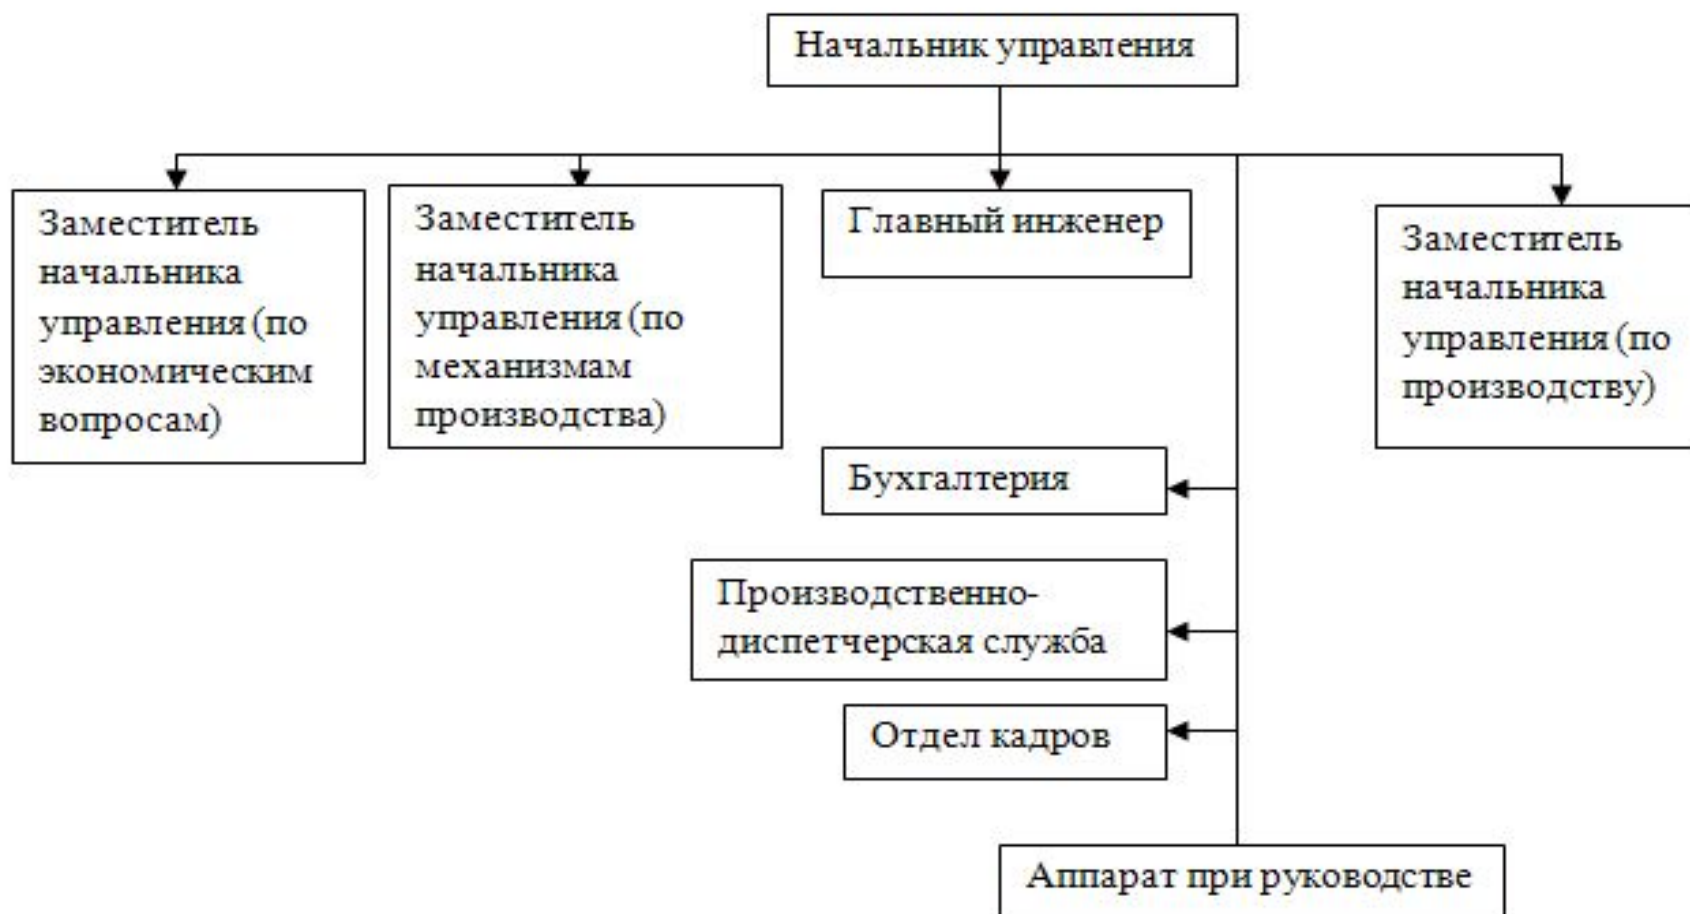 Начальник управления
Заместитель
начальника
управления (по
экономическим
вопросам)
Заместитель
начальника
управления (по
механизмам
производства)
Главный инженер
Заместитель
начальника
управления (по
производству)
Бухгалтерия
Производственно-
диспетчерская служба
Отдел кадров
Аппарат при руководстве